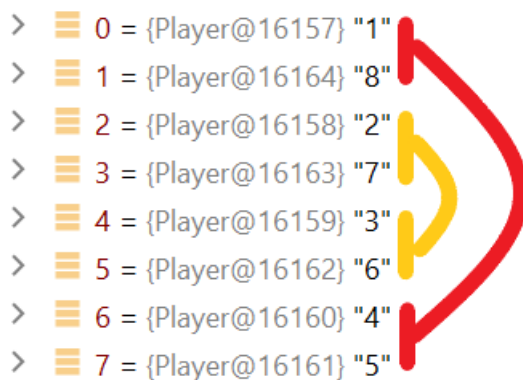 0 = {Player@16157} "1"
1 = {Player@16164} "8"
2 = {Player@16158} "2"
3 = {Player@16163} "7"
4 = {Player@16159} "3"
5 = {Player@16162} "6"
6 = {Player@16160} "4"
7 = {Player@16161} "5"